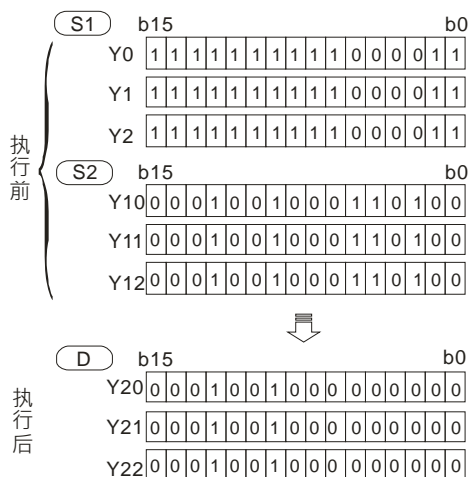 S1 b15 b0
Y0 1 1 1 1 1 1 1 1 1 1 0 0 0 0 1 1
Y1 1 1 1 1 1 1 1 1 1 1 0 0 0 0 1 1
Y2 1 1 1 1 1 1 1 1 1 1 0 0 0 0 1 1
执行前
S2 b15 b0
Y10 0 0 0 1 0 0 1 0 0 0 1 1 0 1 0 0
Y11 0 0 0 1 0 0 1 0 0 0 1 1 0 1 0 0
Y12 0 0 0 1 0 0 1 0 0 0 1 1 0 1 0 0
D b15 b0
Y20 0 0 0 1 0 0 1 0 0 0 0 0 0 0 0 0
执行后
Y21 0 0 0 1 0 0 1 0 0 0 0 0 0 0 0 0
Y22 0 0 0 1 0 0 1 0 0 0 0 0 0 0 0 0